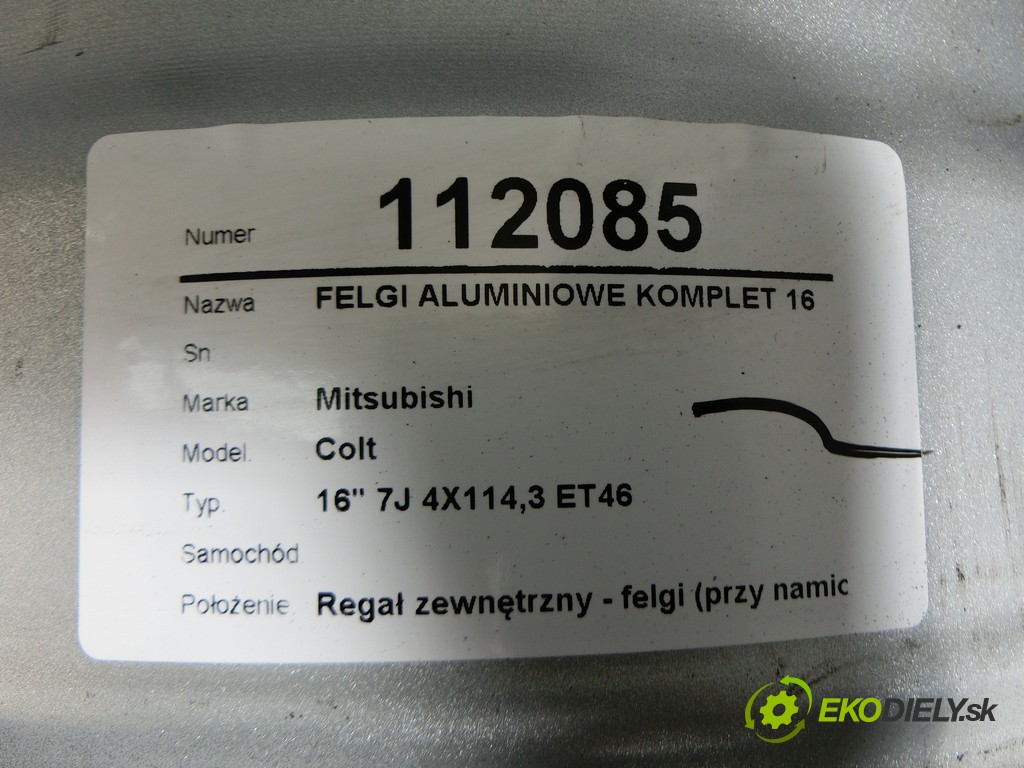 Numer 112085
Nazwa FELGI ALUMINIOWE KOMPLET 16
Sn
Marka Mitsubishi
Model. Colt
Typ 16" 7J 4X114,3 ET46
Samochód
Położenie. Regał zewnętrzny - felgi (przy namic
EKODIELY.sk